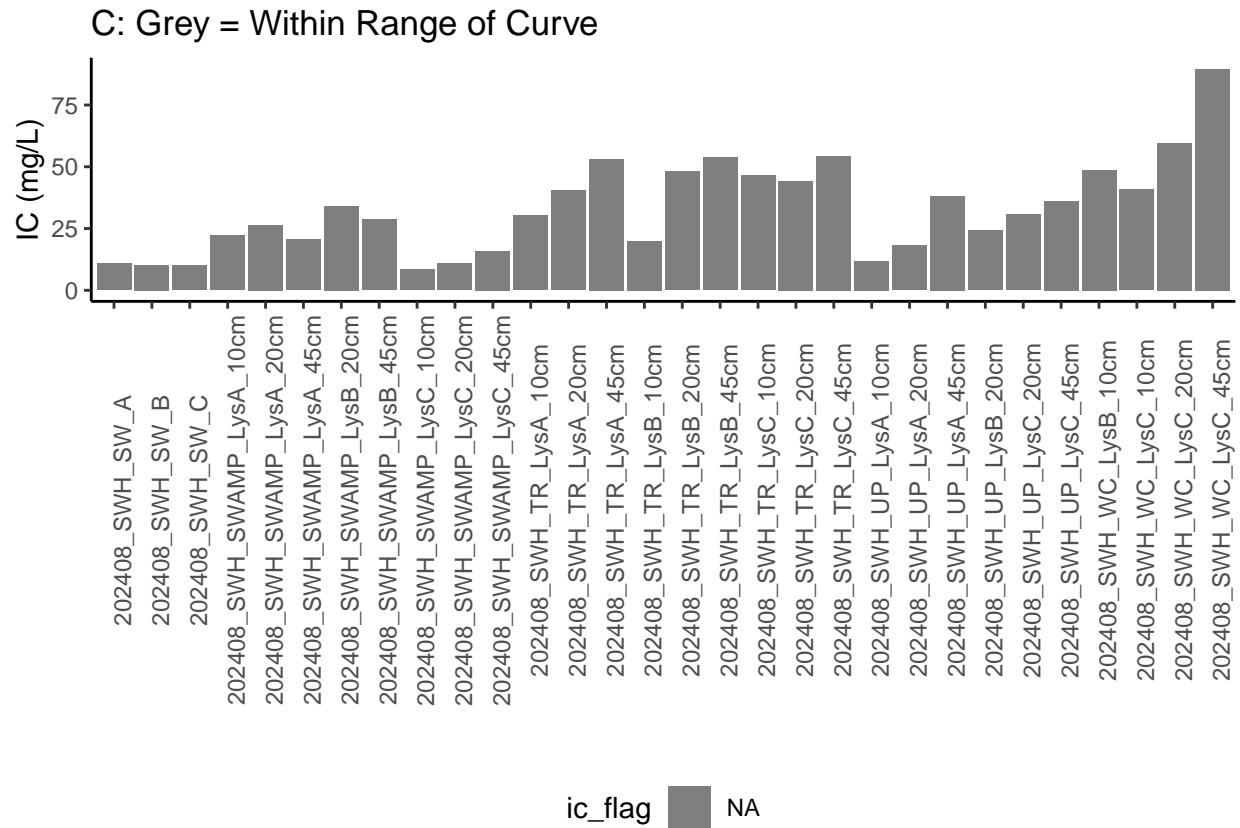 C: Grey = Within Range of Curve
IC (mg/L)
75
50
25
0
202408_SWH_SW_A
202408_SWH_SW_B
202408_SWH_SW_C
202408_SWH_SWAMP_LysA_10cm
202408_SWH_SWAMP_LysA_20cm
202408_SWH_SWAMP_LysA_45cm
202408_SWH_SWAMP_LysB_20cm
202408_SWH_SWAMP_LysB_45cm
202408_SWH_SWAMP_LysC_10cm
202408_SWH_SWAMP_LysC_20cm
202408_SWH_SWAMP_LysC_45cm
202408_SWH_TR_LysA_10cm
202408_SWH_TR_LysA_20cm
202408_SWH_TR_LysA_45cm
202408_SWH_TR_LysB_10cm
202408_SWH_TR_LysB_20cm
202408_SWH_TR_LysB_45cm
202408_SWH_TR_LysC_10cm
202408_SWH_TR_LysC_20cm
202408_SWH_TR_LysC_45cm
202408_SWH_UP_LysA_10cm
202408_SWH_UP_LysA_20cm
202408_SWH_UP_LysA_45cm
202408_SWH_UP_LysB_20cm
202408_SWH_UP_LysC_20cm
202408_SWH_UP_LysC_45cm
202408_SWH_WC_LysB_10cm
202408_SWH_WC_LysC_10cm
202408_SWH_WC_LysC_20cm
202408_SWH_WC_LysC_45cm
ic_flag NA